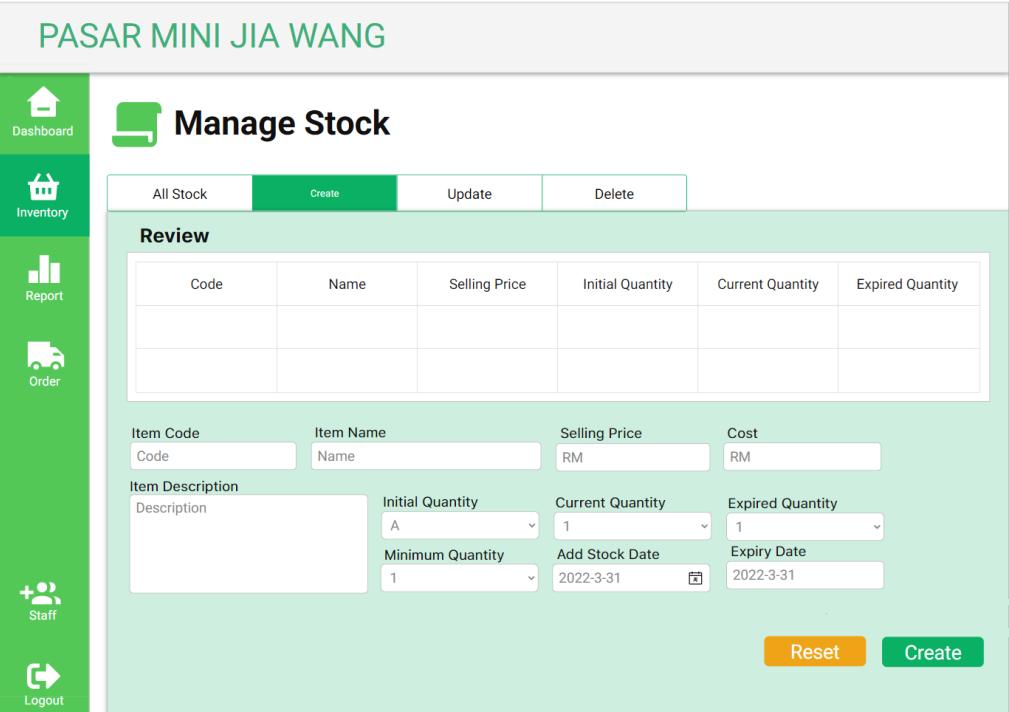 PASAR MINI JIA WANG
Dashboard
Inventory
Report
Order
Staff
Logout
Manage Stock
All Stock Create Update Delete
Review
Code Name Selling Price Initial Quantity Current Quantity Expired Quantity
Item Code Item Name Selling Price Cost
Code Name RM RM
Item Description
Description
Initial Quantity Current Quantity Expired Quantity
A 1 1
Minimum Quantity Add Stock Date Expiry Date
1 2022-3-31 2022-3-31
Reset Create